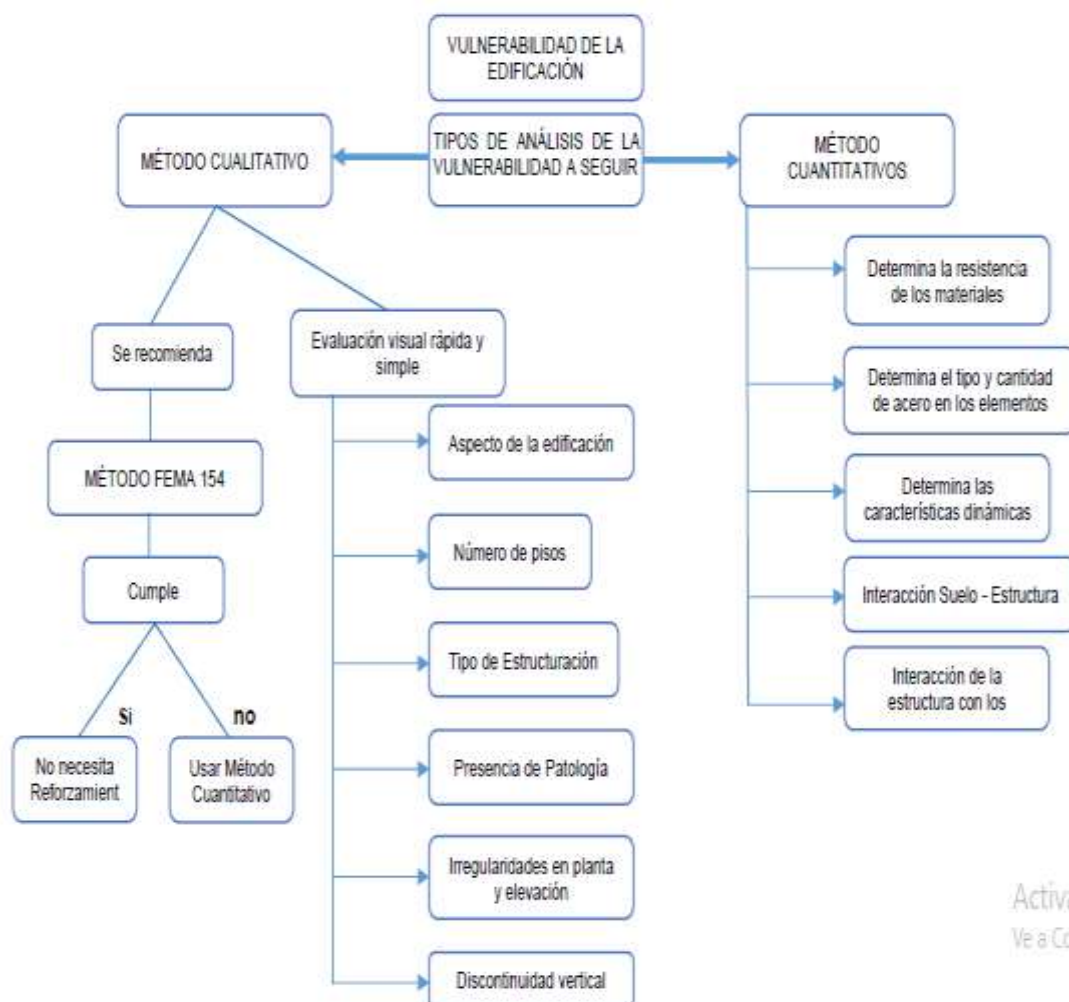 VULNERABILIDAD DE LA
EDIFICACIÓN
TIPOS DE ANÁLISIS DE LA
VULNERABILIDAD A SEGUIR
MÉTODO CUALITATIVO
MÉTODO
CUANTITATIVOS
Se recomienda
MÉTODO FEMA 154
Cumple
Si
no
No necesita
Reforzamient
Usar Método
Cuantitativo
Evaluación visual rápida y
simple
Aspecto de la edificación
Número de pisos
Tipo de Estructuración
Presencia de Patología
Irregularidades en planta
y elevación
Discontinuidad vertical
Determina la resistencia
de los materiales
Determina el tipo y cantidad
de acero en los elementos
Determina las
características dinámicas
Interacción Suelo - Estructura
Interacción de la
estructura con los
Activa
Ve a Co